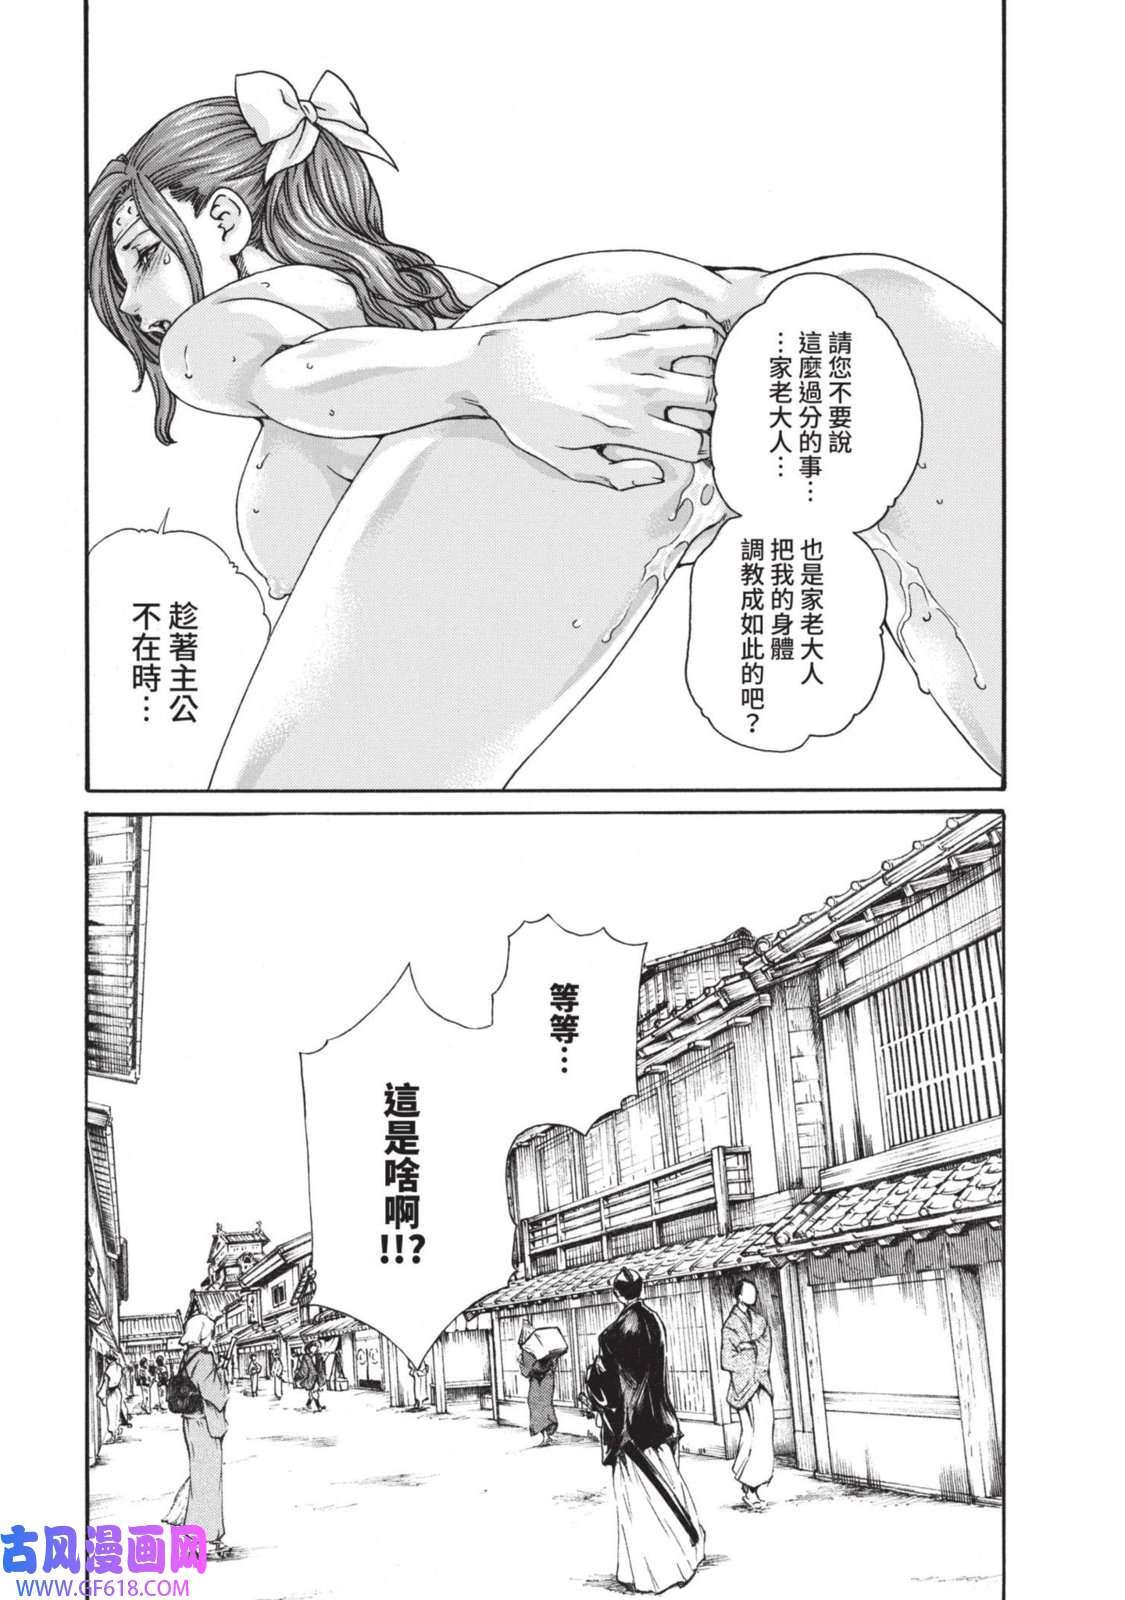 請您不要說
這麼過分的事…
…家老大人…
也是家老大人
把我的身體
調教成如此的吧？
趁著主公
不在時…
等等…
這是啥啊!!!?
古风漫画网
WWW.GF618.COM